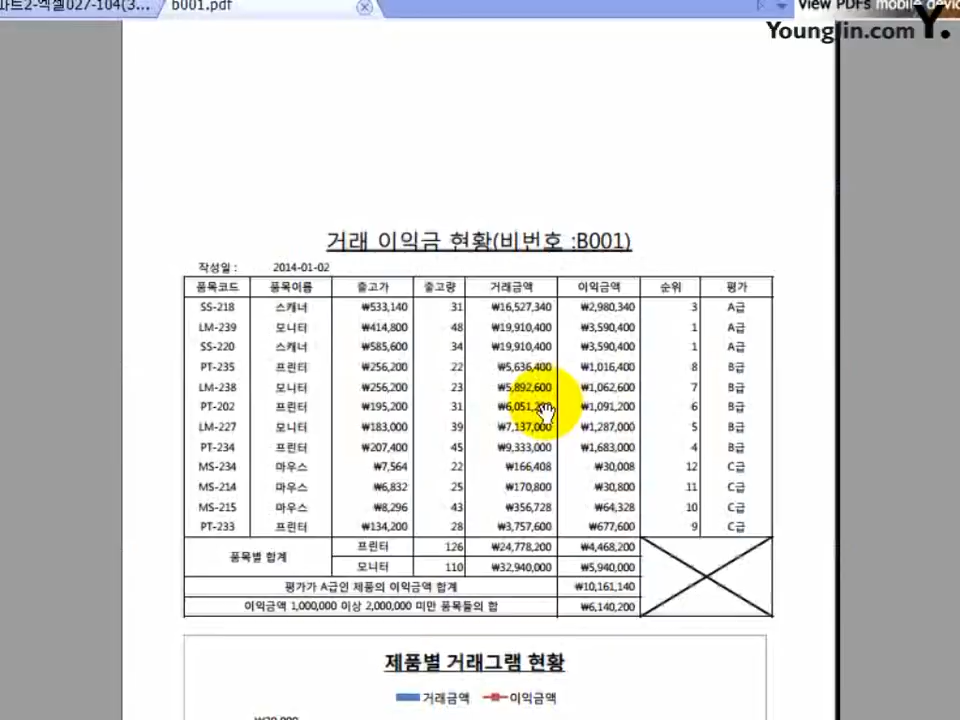 파트2-엑셀027-104(3... b001.pdf View PDFs mobile
Younglin.com Y.
거래 이익금 현황(비번호 :B001)
작성일 : 2014-01-02
품목코드 품목이름 출고가 출고량 거래금액 이익금액 순위 평가
SS-218 스캐너 ₩533,140 31 ₩16,527,340 ₩2,980,340 3 A급
LM-239 모니터 ₩414,800 48 ₩19,910,400 ₩3,590,400 1 A급
SS-220 스캐너 ₩585,600 34 ₩19,910,400 ₩3,590,400 1 A급
PT-235 프린터 ₩256,200 22 ₩5,636,400 ₩1,016,400 8 B급
LM-238 모니터 ₩256,200 23 ₩5,892,600 ₩1,062,600 7 B급
PT-202 프린터 ₩195,200 31 ₩1,091,200 6 B급
LM-227 모니터 ₩183,000 39 ₩7,137,000 ₩1,287,000 5 B급
PT-234 프린터 ₩207,400 45 ₩9,333,000 ₩1,683,000 4 B급
MS-234 마우스 ₩7,564 22 ₩166,408 ₩30,008 12 C급
MS-214 마우스 ₩6,832 25 ₩170,800 ₩30,800 11 C급
MS-215 마우스 ₩8,296 43 ₩356,728 ₩64,328 10 C급
PT-233 프린터 ₩134,200 28 ₩3,757,600 ₩677,600 9 C급
품목별 합계 프린터 126 ₩24,778,200 ₩4,468,200
모니터 110 ₩32,940,000 ₩5,940,000
평가가 A급인 제품의 이익금액 합계 ₩10,161,140
이익금액 1,000,000 이상 2,000,000 미만 품목들의 합 ₩6,140,200
제품별 거래그램 현황
거래금액 이익금액